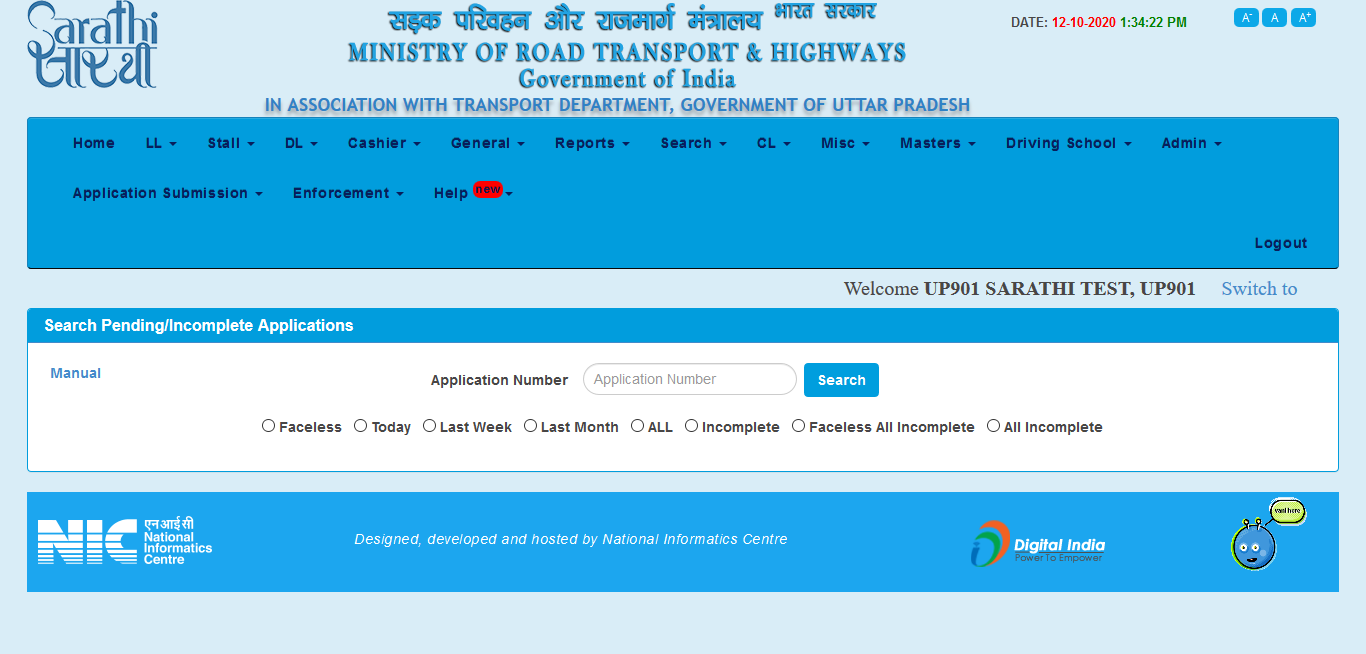 Sarathi
सारथी
सड़क परिवहन और राजमार्ग मंत्रालय भारत सरकार
MINISTRY OF ROAD TRANSPORT & HIGHWAYS
Government of India
IN ASSOCIATION WITH TRANSPORT DEPARTMENT, GOVERNMENT OF UTTAR PRADESH
DATE: 12-10-2020 1:34:22 PM
A- A A+
Home LL Stall DL Cashier General Reports Search CL Misc Masters Driving School Admin
Application Submission Enforcement Help new
Logout
Welcome UP901 SARATHI TEST, UP901 Switch to
Search Pending/Incomplete Applications
Manual
Application Number Application Number Search
Faceless Today Last Week Last Month ALL Incomplete Faceless All Incomplete All Incomplete
NIC
एन आई सी
National
Informatics
Centre
Designed, developed and hosted by National Informatics Centre
Digital India
Power To Empower
vani here